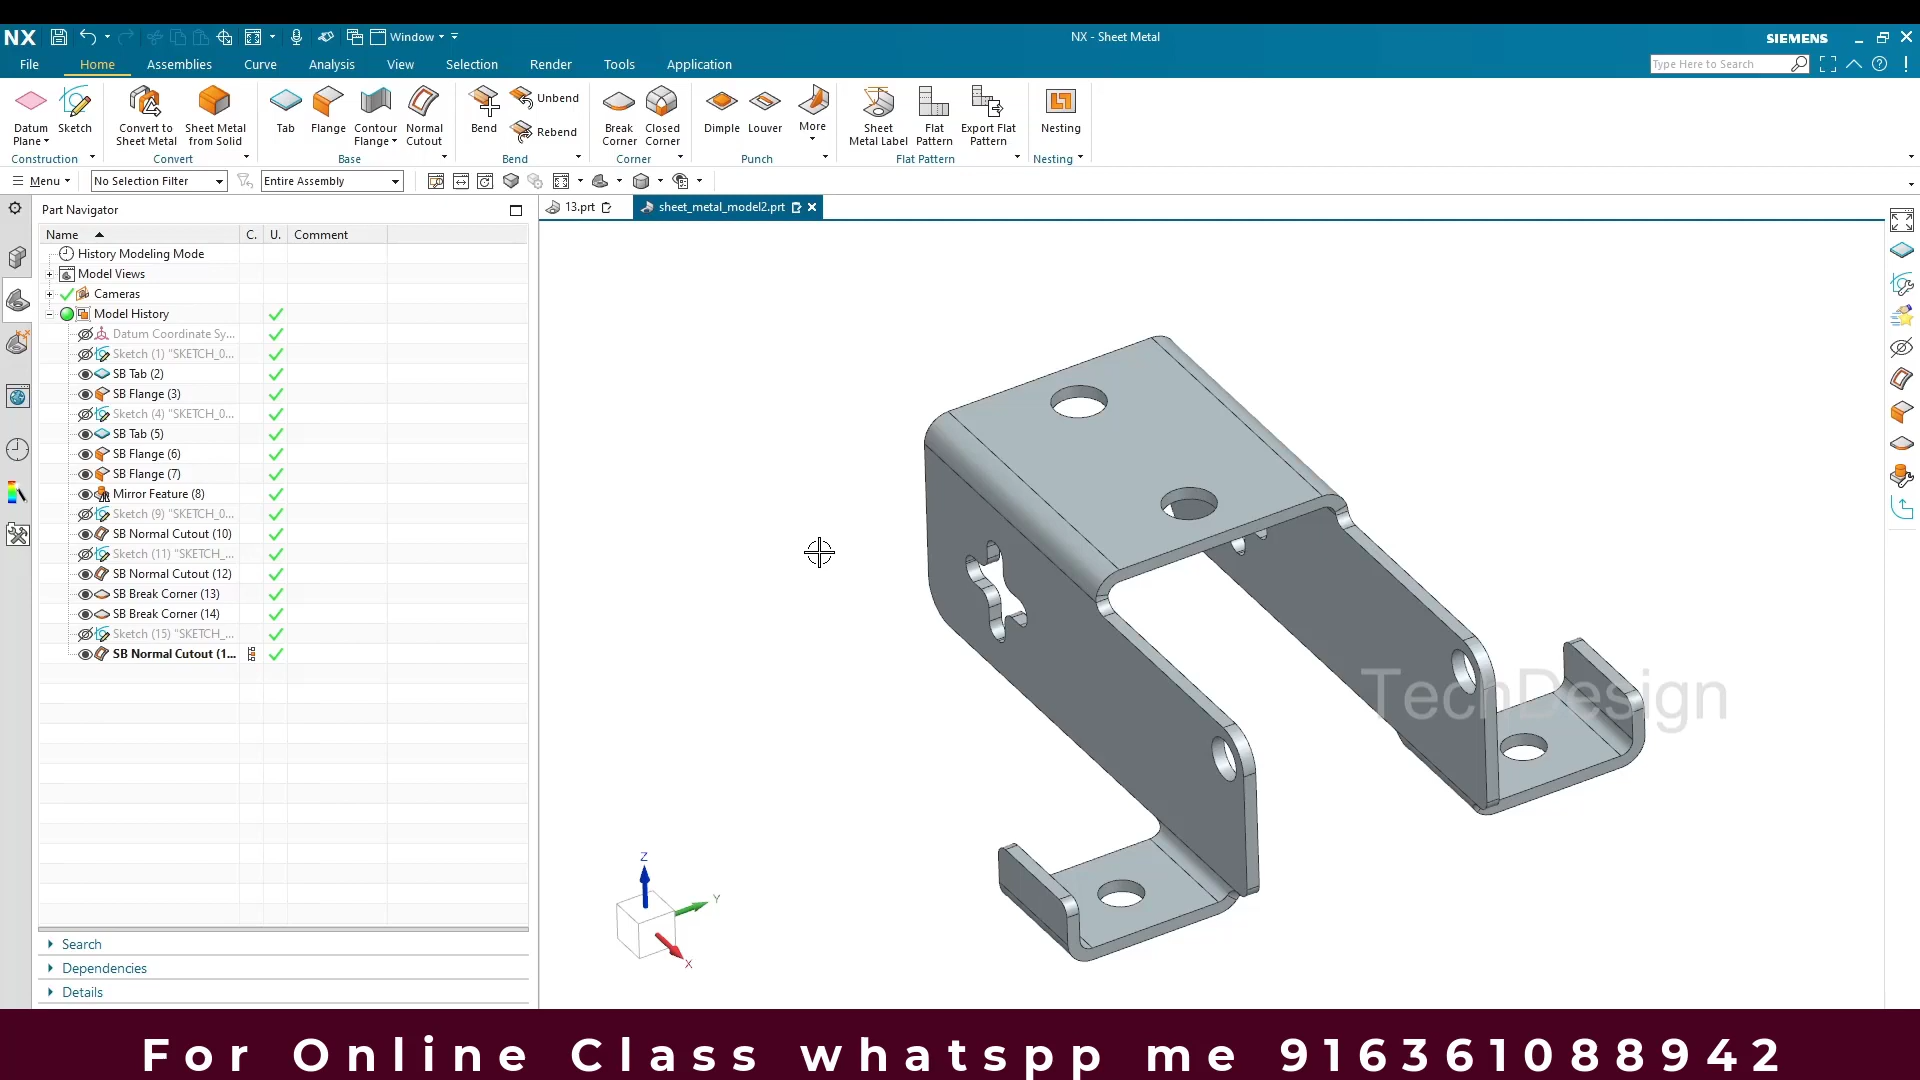 NX
Window
NX - Sheet Metal
SIEMENS
File
Home
Assemblies
Curve
Analysis
View
Selection
Render
Tools
Application
Type Here to Search
Datum
Plane
Sketch
Convert to
Sheet Metal
Sheet Metal
from Solid
Tab
Flange
Contour
Flange
Normal
Cutout
Bend
Unbend
Rebend
Break
Corner
Closed
Corner
Dimple
Louver
More
Sheet
Metal Label
Flat
Pattern
Export Flat
Pattern
Nesting
Construction
Convert
Base
Bend
Corner
Punch
Flat Pattern
Nesting
Menu
No Selection Filter
Entire Assembly
Part Navigator
13.prt
sheet_metal_model2.prt
Name
C.
U.
Comment
History Modeling Mode
Model Views
Cameras
Model History
Datum Coordinate Sy...
Sketch (1) "SKETCH_0...
SB Tab (2)
SB Flange (3)
Sketch (4) "SKETCH_0...
SB Tab (5)
SB Flange (6)
SB Flange (7)
Mirror Feature (8)
Sketch (9) "SKETCH_0...
SB Normal Cutout (10)
Sketch (11) "SKETCH_...
SB Normal Cutout (12)
SB Break Corner (13)
SB Break Corner (14)
Sketch (15) "SKETCH_...
SB Normal Cutout (1...
TechDesign
Z
Y
X
Search
Dependencies
Details
For Online Class whatspp me 916361088942